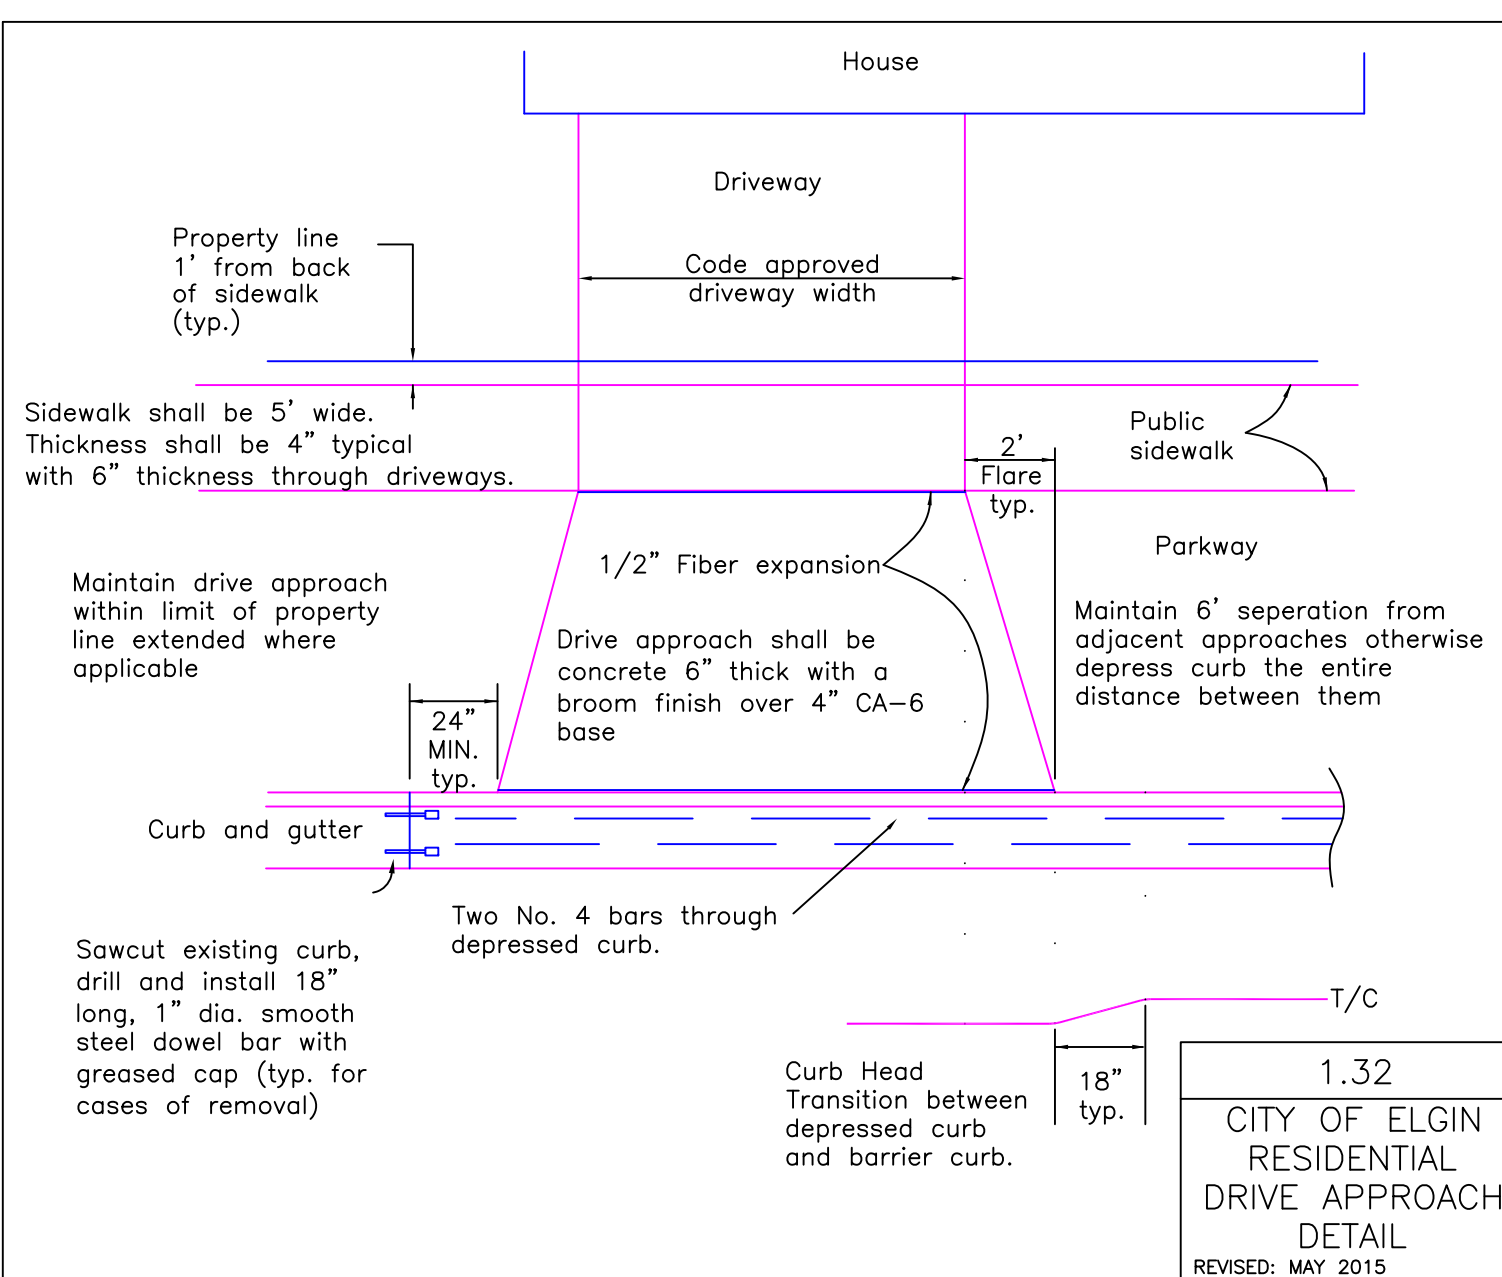 House
Driveway
Property line
1' from back
of sidewalk
(typ.)
Code approved
driveway width
Sidewalk shall be 5' wide.
Thickness shall be 4" typical
with 6" thickness through driveways.
Public
sidewalk
2'
Flare
typ.
Parkway
1/2" Fiber expansion
Maintain drive approach
within limit of property
line extended where
applicable
Drive approach shall be
concrete 6" thick with a
broom finish over 4" CA-6
base
Maintain 6' seperation from
adjacent approaches otherwise
depress curb the entire
distance between them
24"
MIN.
typ.
Curb and gutter
Two No. 4 bars through
depressed curb.
Sawcut existing curb,
drill and install 18"
long, 1" dia. smooth
steel dowel bar with
greased cap (typ. for
cases of removal)
T/C
Curb Head
Transition between
depressed curb
and barrier curb.
18"
typ.
1.32
CITY OF ELGIN
RESIDENTIAL
DRIVE APPROACH
DETAIL
REVISED: MAY 2015